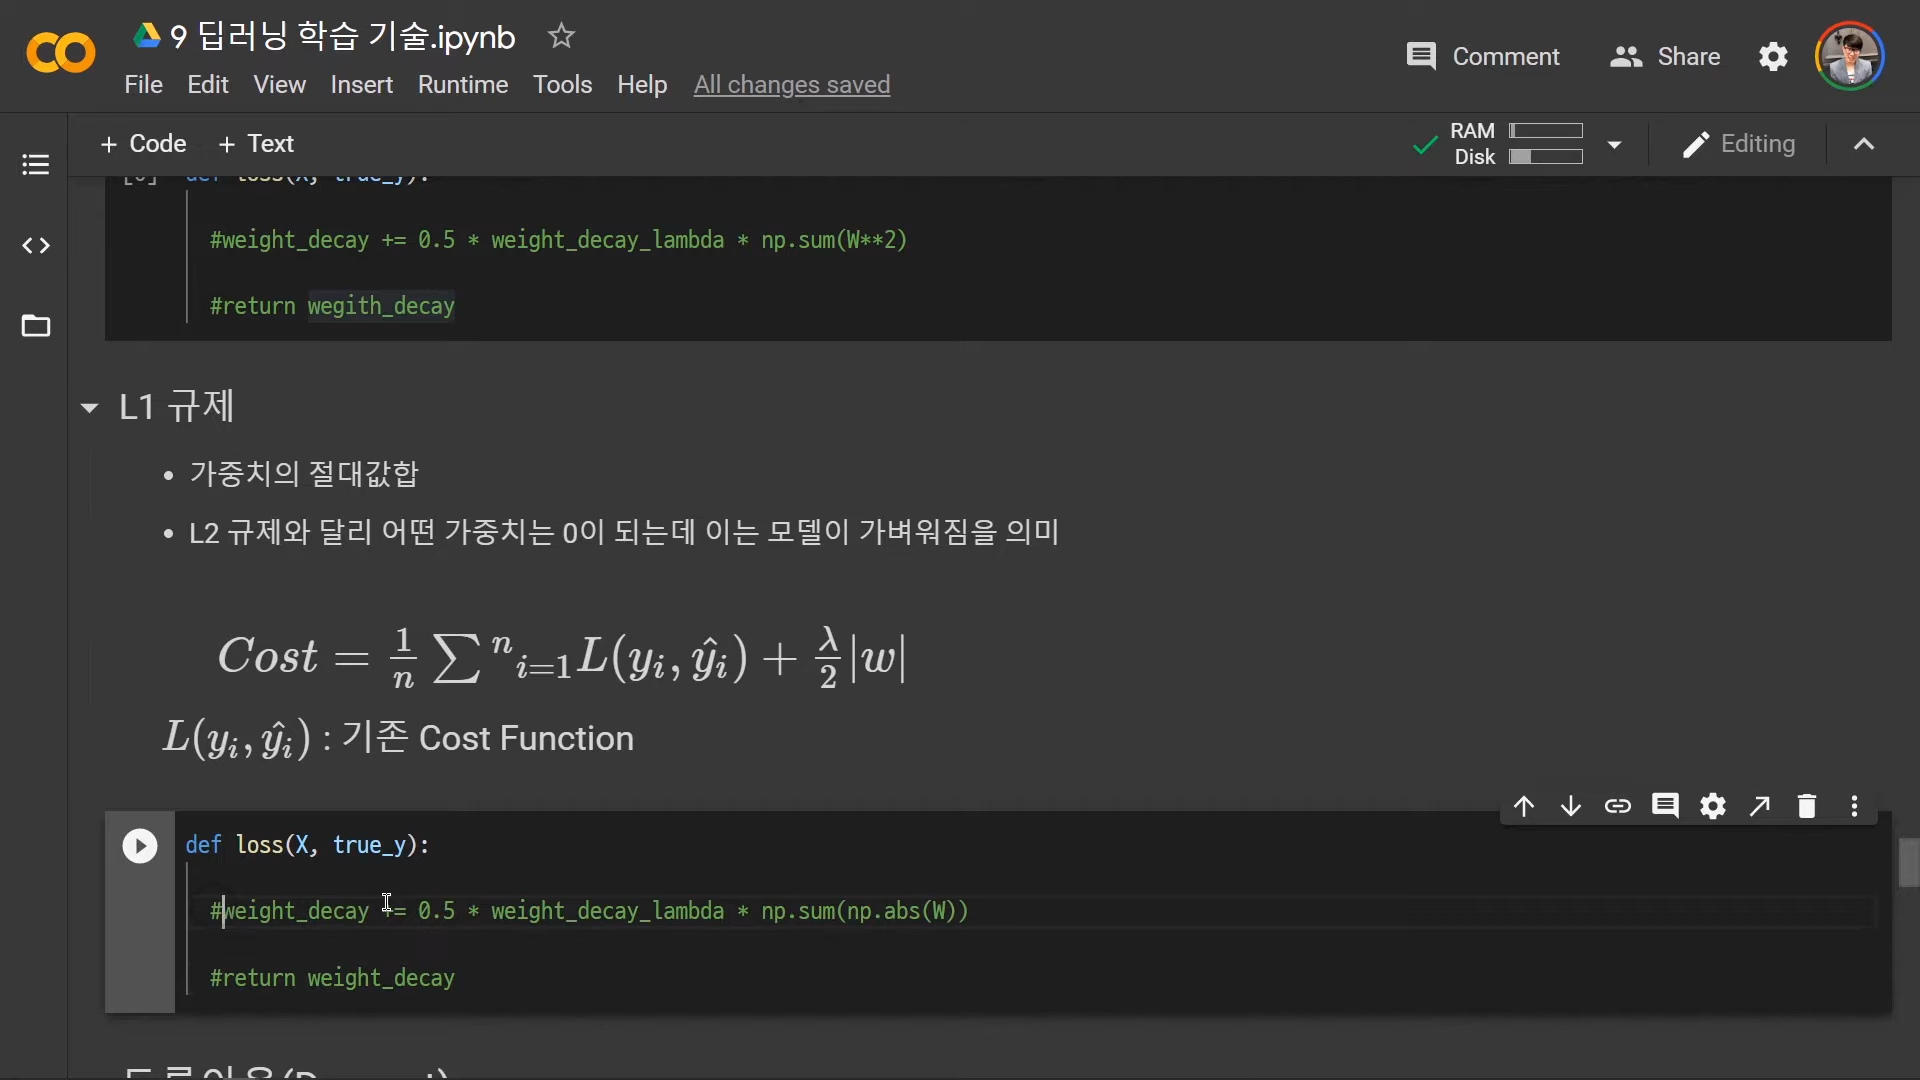 9 딥러닝 학습 기술.ipynb
Comment
Share
File Edit View Insert Runtime Tools Help All changes saved
+ Code + Text
RAM
Disk
Editing
def loss(X, true_y):
#weight_decay += 0.5 * weight_decay_lambda * np.sum(W**2)
#return wegith_decay
L1 규제
• 가중치의 절대값합
• L2 규제와 달리 어떤 가중치는 0이 되는데 이는 모델이 가벼워짐을 의미
Cost = 1/n ∑ⁿᵢ₌₁ L(yᵢ, ŷᵢ) + λ/2 |w|
L(yᵢ, ŷᵢ) : 기존 Cost Function
def loss(X, true_y):
#weight_decay += 0.5 * weight_decay_lambda * np.sum(np.abs(W))
#return weight_decay